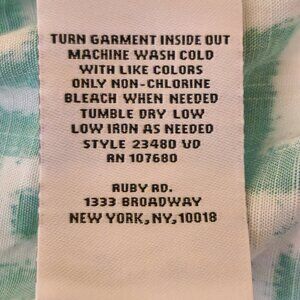 TURN GARMENT INSIDE OUT
MACHINE WASH COLD
WITH LIKE COLORS
ONLY NON-CHLORINE
BLEACH WHEN NEEDED
TUMBLE DRY LOW
LOW IRON AS NEEDED
STYLE 23480 VD
RN 107680
RUBY RD.
1333 BROADWAY
NEW YORK,NY,10018